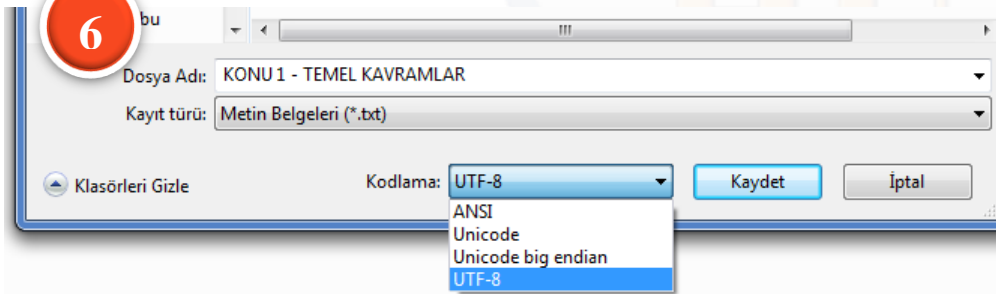 6
bu
Dosya Adı: KONU 1 - TEMEL KAVRAMLAR
Kayıt türü: Metin Belgeleri (*.txt)
Klasörleri Gizle Kodlama: UTF-8 Kaydet İptal
ANSI
Unicode
Unicode big endian
UTF-8